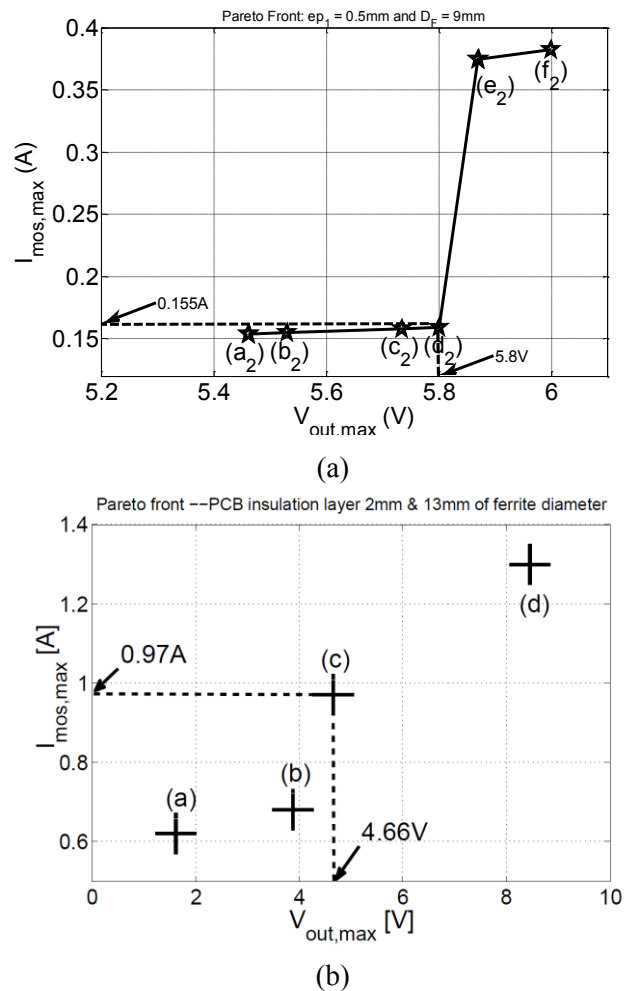 Pareto Front: ep1 = 0.5mm and DF = 9mm
0.4
0.35
0.3
0.25
0.2
0.15
Imos,max (A)
(e2)
(f2)
0.155A
(a2)
(b2)
(c2)
(d2)
5.8V
5.2
5.4
5.6
5.8
6
Vout,max (V)
(a)
Pareto front −−PCB insulation layer 2mm & 13mm of ferrite diameter
1.4
1.2
1
0.8
0.6
Imos,max [A]
(d)
(c)
0.97A
(b)
(a)
4.66V
0
2
4
6
8
10
Vout,max [V]
(b)